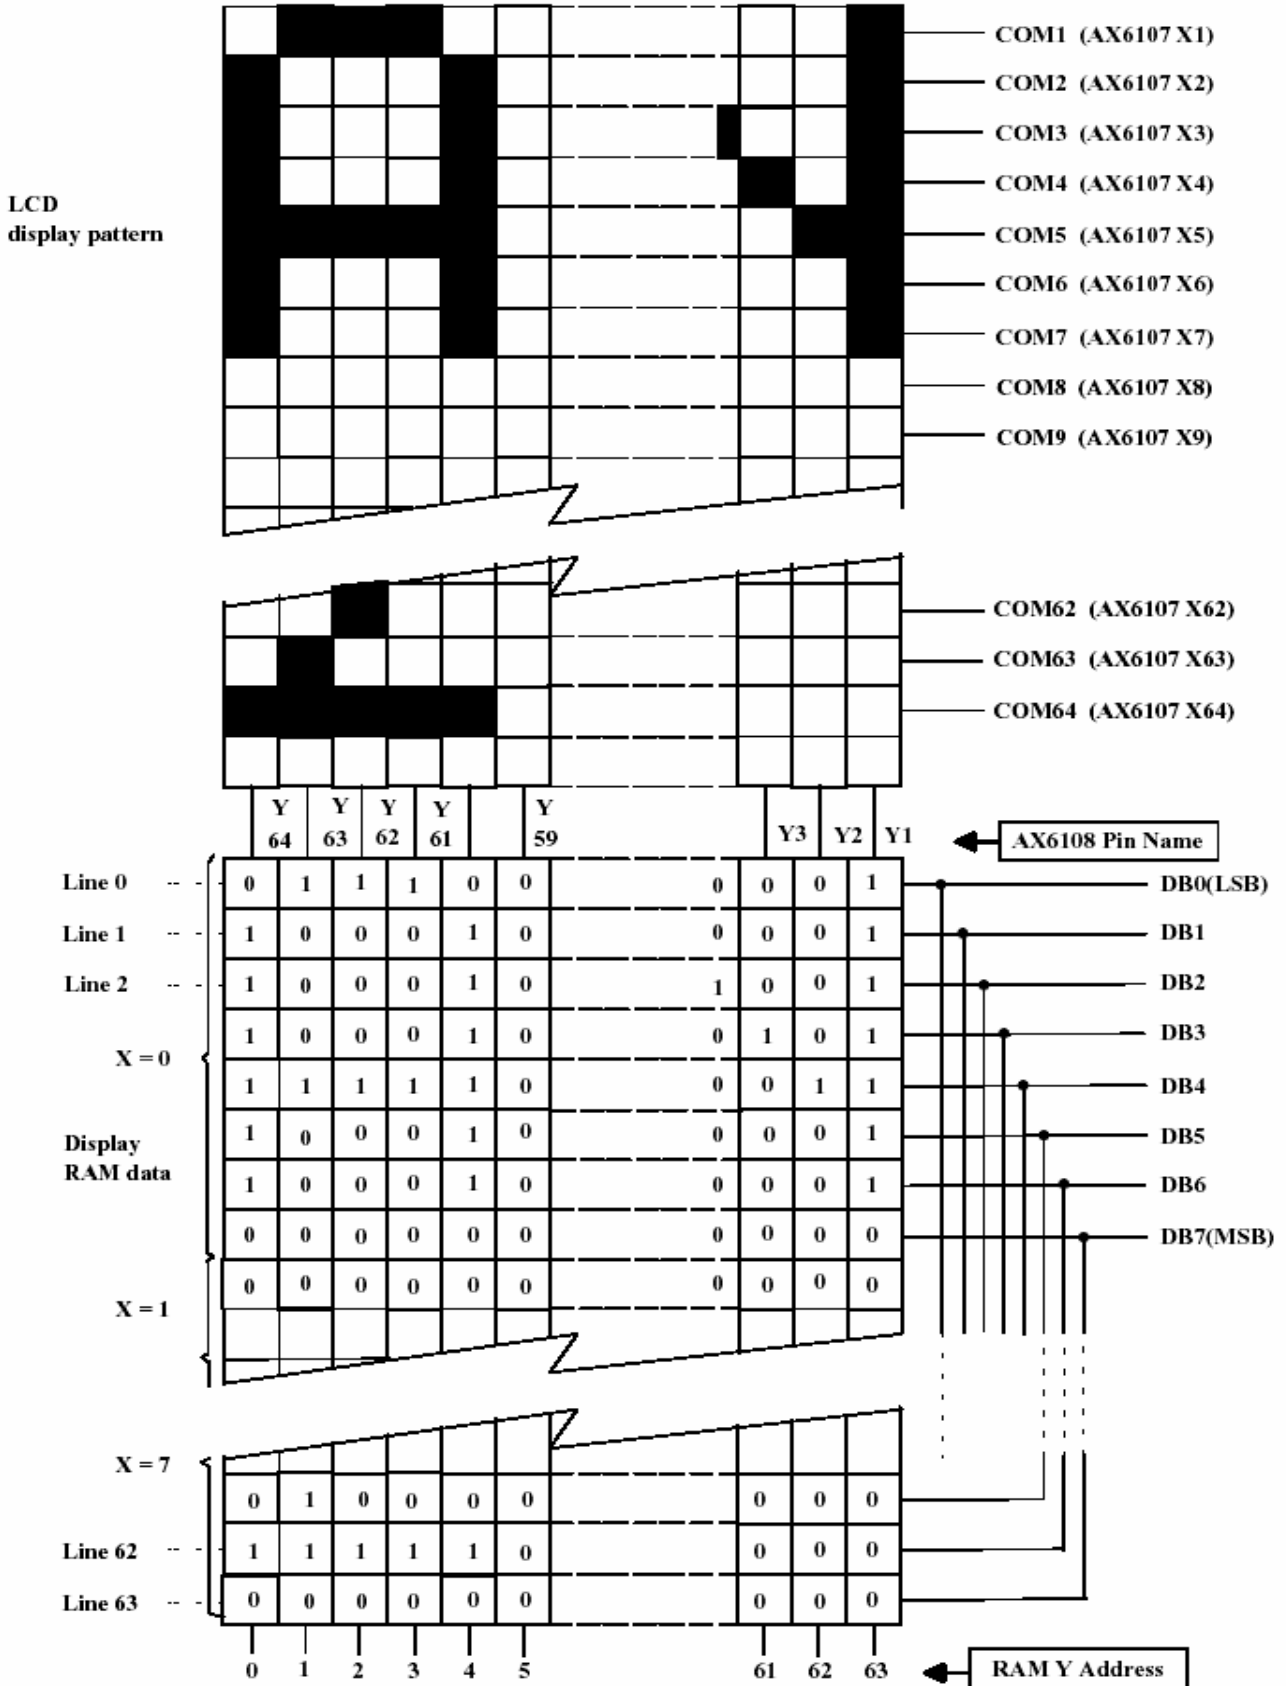 COM1 (AX6107 X1)
COM2 (AX6107 X2)
COM3 (AX6107 X3)
COM4 (AX6107 X4)
LCD
display pattern
COM5 (AX6107 X5)
COM6 (AX6107 X6)
COM7 (AX6107 X7)
COM8 (AX6107 X8)
COM9 (AX6107 X9)
COM62 (AX6107 X62)
COM63 (AX6107 X63)
COM64 (AX6107 X64)
Y 64 Y 63 Y 62 Y 61 Y 59 Y3 Y2 Y1
AX6108 Pin Name
Line 0 0 1 1 1 0 0 0 0 0 1 DB0(LSB)
Line 1 1 0 0 0 1 0 0 0 0 1 DB1
Line 2 1 0 0 0 1 0 1 0 0 1 DB2
1 0 0 0 1 0 0 1 0 1 DB3
X = 0
1 1 1 1 1 0 0 0 1 1 DB4
1 0 0 0 1 0 0 0 0 1 DB5
Display
RAM data
1 0 0 0 1 0 0 0 0 1 DB6
0 0 0 0 0 0 0 0 0 0 DB7(MSB)
0 0 0 0 0 0 0 0 0 0
X = 1
X = 7
0 1 0 0 0 0 0 0 0
Line 62 1 1 1 1 1 0 0 0 0
Line 63 0 0 0 0 0 0 0 0 0
0 1 2 3 4 5 61 62 63
RAM Y Address